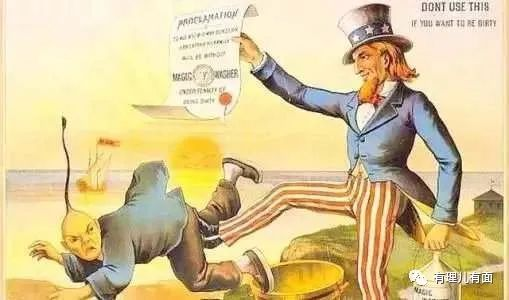 DONT USE THIS
IF YOU WANT TO BE DIRTY
PROCLAMATION
WILL BE WITHOUT
MAGIC WASHER
UNDER PENALTY OF
BEING DIRTY
MAGIC
有理儿有面